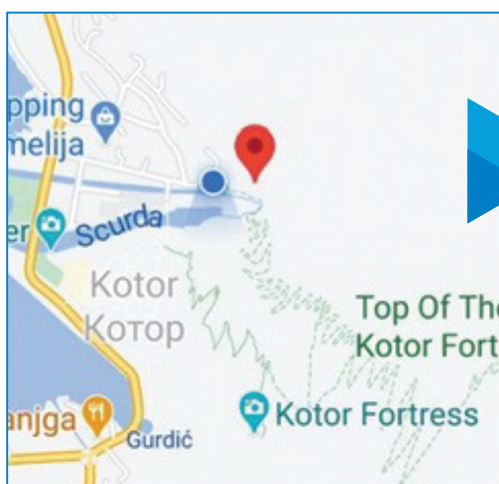 pping
melija
er
Scurda
Kotor
Котор
Top Of The
Kotor Fort
anjga
Kotor Fortress
Gurdić